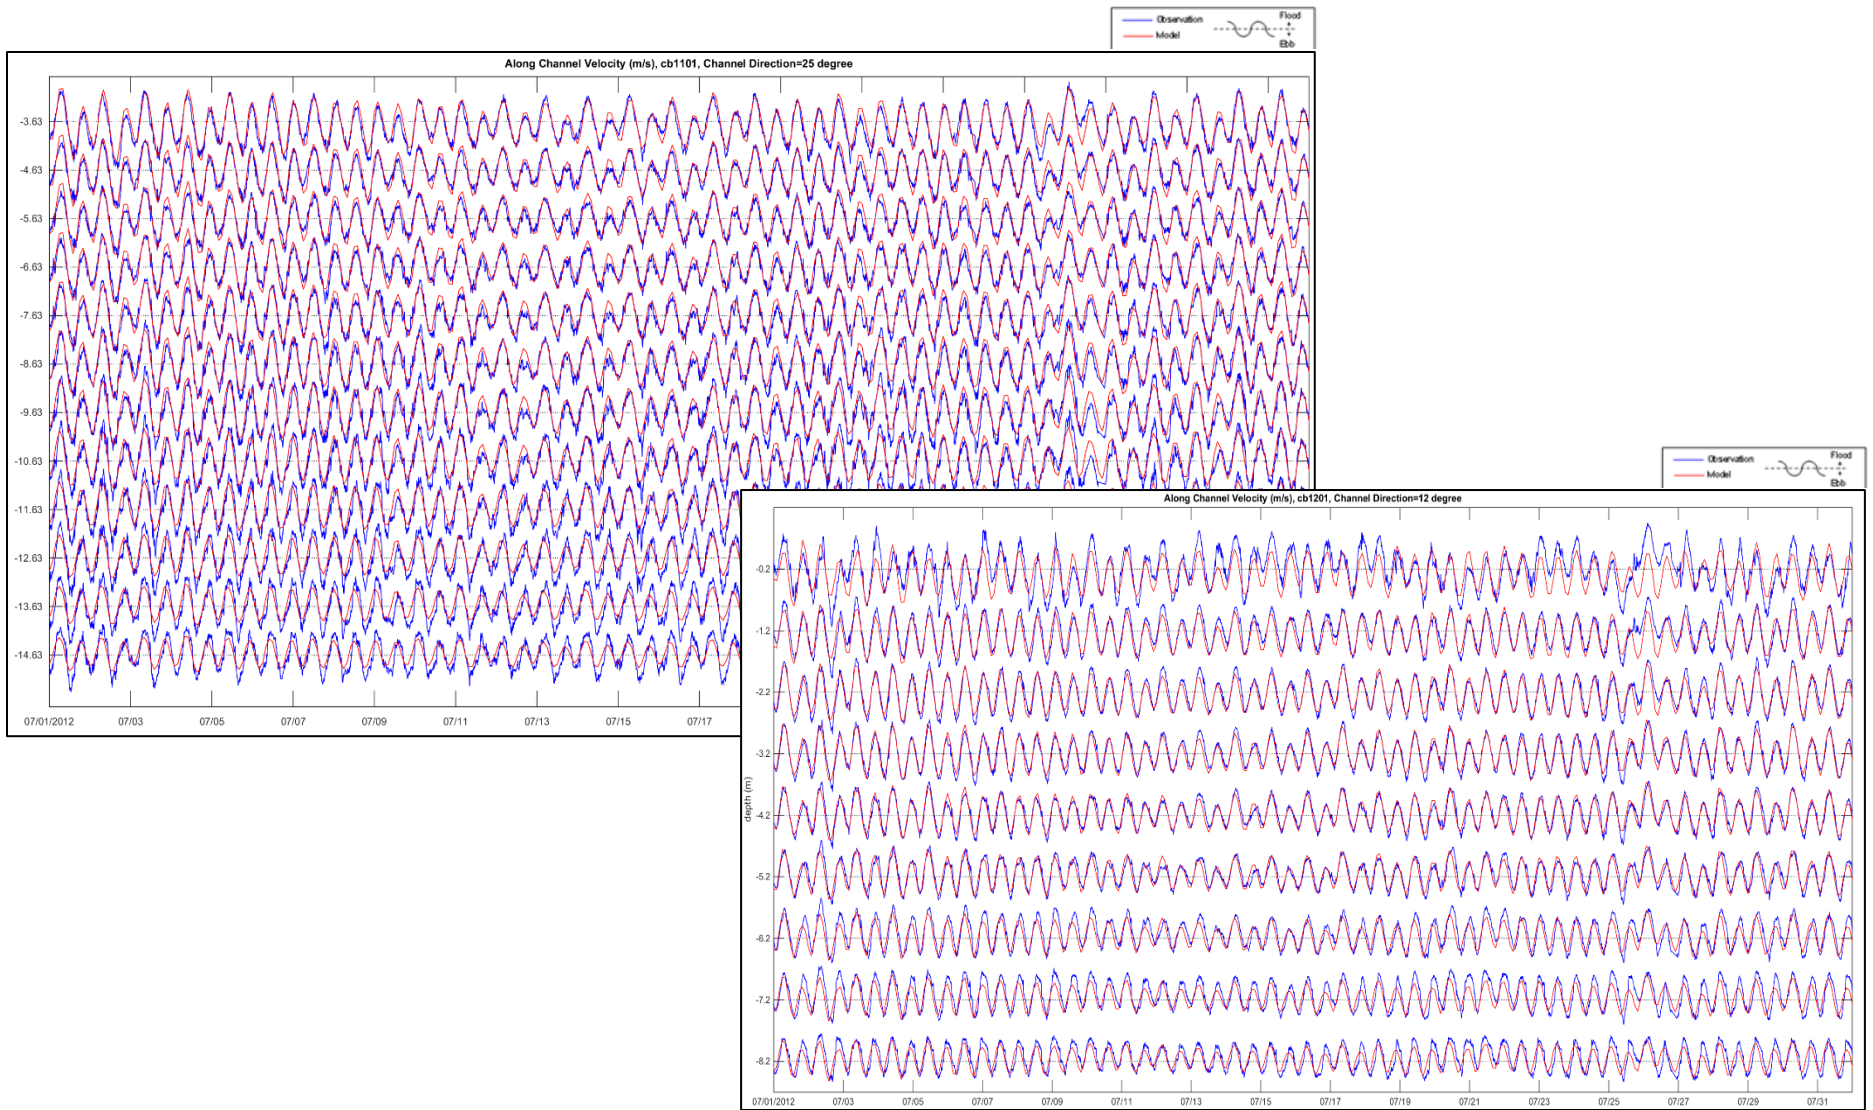 Observation
Model
Flood
Ebb
Along Channel Velocity (m/s), cb1101, Channel Direction=25 degree
-3.63
-4.63
-5.63
-6.63
-7.63
-8.63
-9.63
-10.63
-11.63
-12.63
-13.63
-14.63
07/01/2012 07/03 07/05 07/07 07/09 07/11 07/13 07/15 07/17
Observation
Model
Flood
Ebb
Along Channel Velocity (m/s), cb1201, Channel Direction=12 degree
depth (m)
-0.2
-1.2
-2.2
-3.2
-4.2
-5.2
-6.2
-7.2
-8.2
07/01/2012 07/03 07/05 07/07 07/09 07/11 07/13 07/15 07/17 07/19 07/21 07/23 07/25 07/27 07/29 07/31